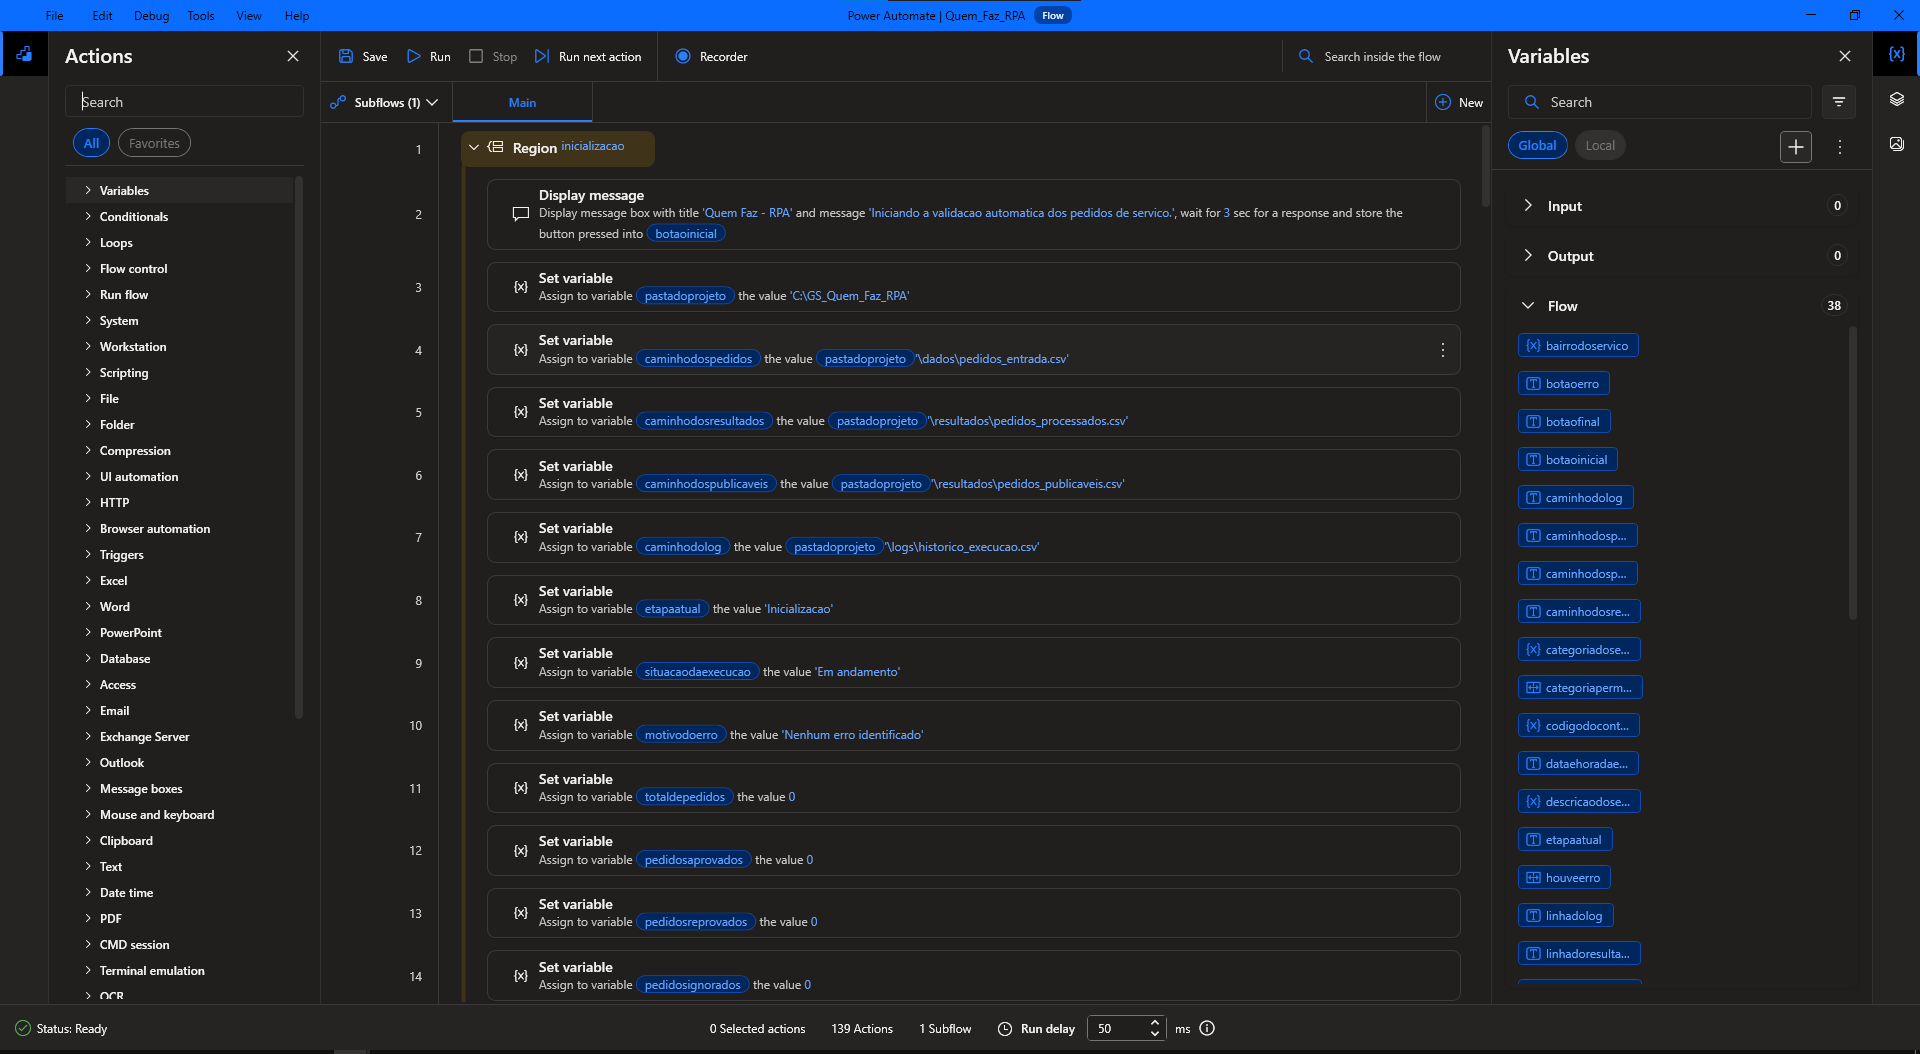 File Edit Debug Tools View Help
Power Automate | Quem_Faz_RPA Flow
Actions
Search
All Favorites
Variables
Conditionals
Loops
Flow control
Run flow
System
Workstation
Scripting
File
Folder
Compression
UI automation
HTTP
Browser automation
Triggers
Excel
Word
PowerPoint
Database
Access
Email
Exchange Server
Outlook
Message boxes
Mouse and keyboard
Clipboard
Text
Date time
PDF
CMD session
Terminal emulation
OCR
Save Run Stop Run next action Recorder
Search inside the flow
Subflows (1) Main
New
1
Region inicializacao
2
Display message
Display message box with title 'Quem Faz - RPA' and message 'Iniciando a validacao automatica dos pedidos de servico.', wait for 3 sec for a response and store the
button pressed into botaoinicial
3
Set variable
Assign to variable pastadoprojeto the value 'C:\GS_Quem_Faz_RPA'
4
Set variable
Assign to variable caminhodospedidos the value pastadoprojeto '\dados\pedidos_entrada.csv'
5
Set variable
Assign to variable caminhodosresultados the value pastadoprojeto '\resultados\pedidos_processados.csv'
6
Set variable
Assign to variable caminhodospublicaveis the value pastadoprojeto '\resultados\pedidos_publicaveis.csv'
7
Set variable
Assign to variable caminhodolog the value pastadoprojeto '\logs\historico_execucao.csv'
8
Set variable
Assign to variable etapaatual the value 'Inicializacao'
9
Set variable
Assign to variable situacaodaexecucao the value 'Em andamento'
10
Set variable
Assign to variable motivodoerro the value 'Nenhum erro identificado'
11
Set variable
Assign to variable totaldepedidos the value 0
12
Set variable
Assign to variable pedidosaprovados the value 0
13
Set variable
Assign to variable pedidosreprovados the value 0
14
Set variable
Assign to variable pedidosignorados the value 0
Variables
Search
Global Local
Input 0
Output 0
Flow 38
{x} bairrodoservico
botaoerro
botaofinal
botaoinicial
caminhodolog
caminhodosp...
caminhodosp...
caminhodosre...
{x} categoriadose...
categoriaperm...
{x} codigodocont...
dataehoradae...
{x} descricaodose...
etapaatual
houveerro
linhadolog
linhadoresulta...
Status: Ready
0 Selected actions 139 Actions 1 Subflow Run delay 50 ms